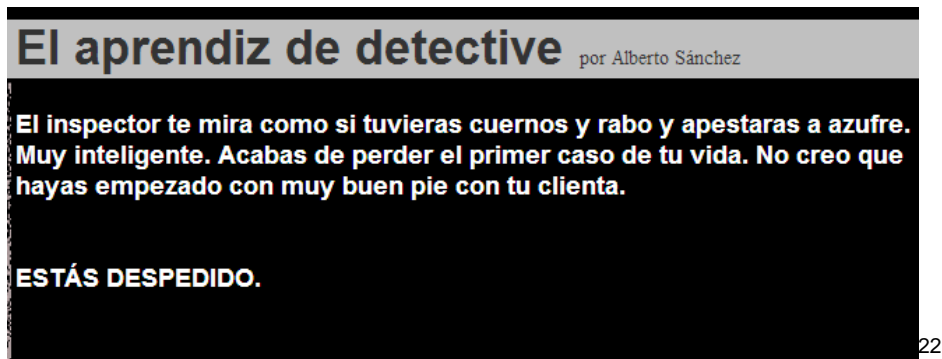 El aprendiz de detective por Alberto Sánchez
El inspector te mira como si tuvieras cuernos y rabo y apestaras a azufre.
Muy inteligente. Acabas de perder el primer caso de tu vida. No creo que
hayas empezado con muy buen pie con tu clienta.
ESTÁS DESPEDIDO.
22